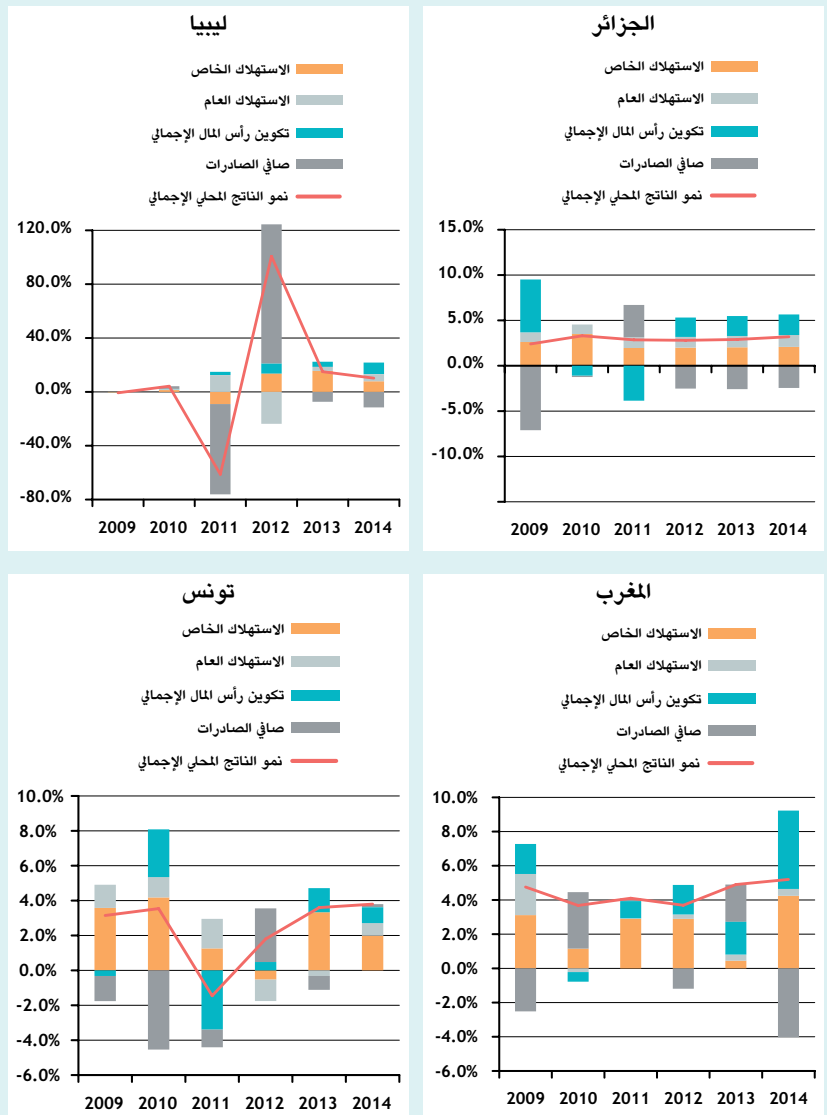 ليبيا
الاستهلاك الخاص
الاستهلاك العام
تكوين رأس المال الإجمالي
صافي الصادرات
نمو الناتج المحلي الإجمالي
120.0%
80.0%
40.0%
0.0%
-40.0%
-80.0%
2009 2010 2011 2012 2013 2014
الجزائر
الاستهلاك الخاص
الاستهلاك العام
تكوين رأس المال الإجمالي
صافي الصادرات
نمو الناتج المحلي الإجمالي
15.0%
10.0%
5.0%
0.0%
-5.0%
-10.0%
2009 2010 2011 2012 2013 2014
تونس
الاستهلاك الخاص
الاستهلاك العام
تكوين رأس المال الإجمالي
صافي الصادرات
نمو الناتج المحلي الإجمالي
10.0%
8.0%
6.0%
4.0%
2.0%
0.0%
-2.0%
-4.0%
-6.0%
2009 2010 2011 2012 2013 2014
المغرب
الاستهلاك الخاص
الاستهلاك العام
تكوين رأس المال الإجمالي
صافي الصادرات
نمو الناتج المحلي الإجمالي
10.0%
8.0%
6.0%
4.0%
2.0%
0.0%
-2.0%
-4.0%
-6.0%
2009 2010 2011 2012 2013 2014